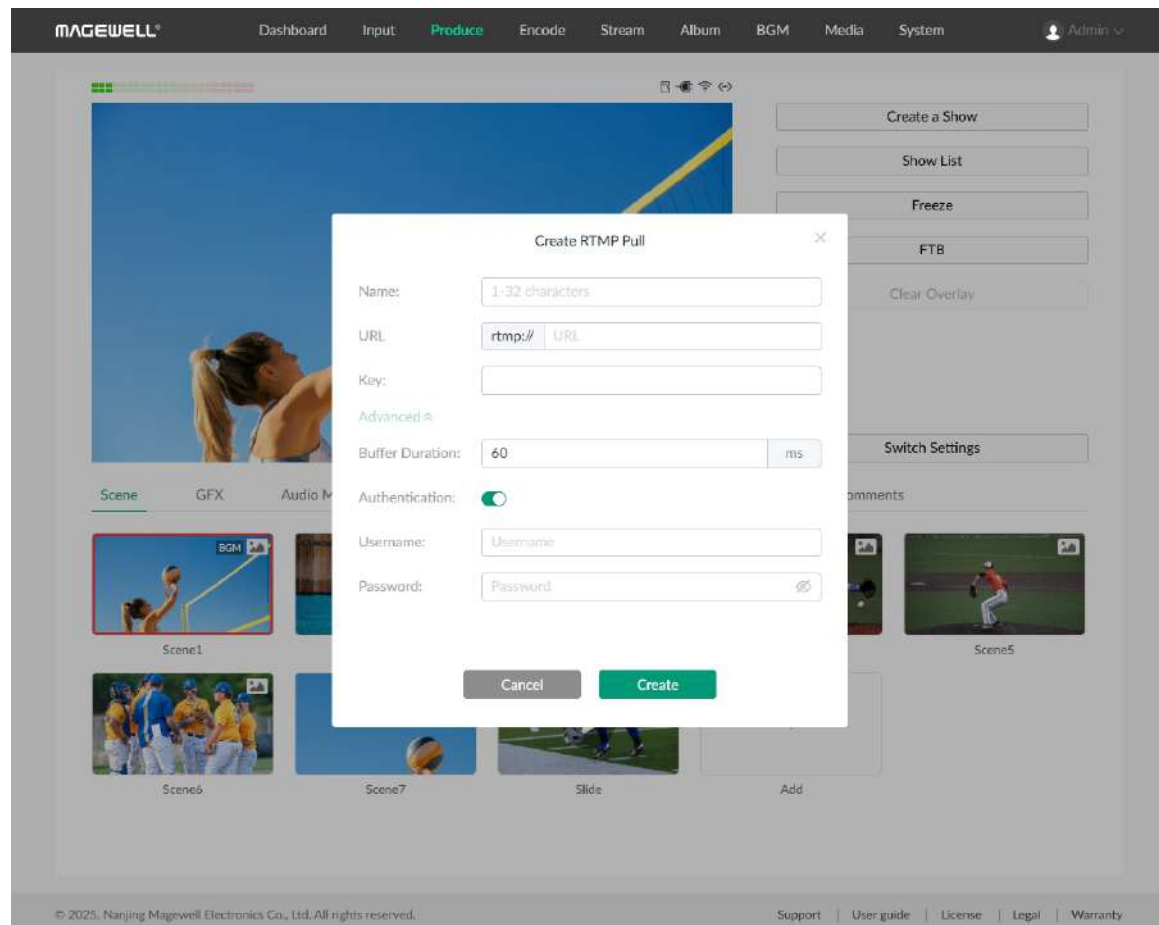 MAGEWELL®
Dashboard Input Produce Encode Stream Album BGM Media System Admin
Create a Show
Show List
Freeze
FTB
Clear Overlay
Switch Settings
Create RTMP Pull
Name: 1-32 characters
URL rtmp:// URL
Key:
Advanced
Buffer Duration: 60 ms
Authentication:
Username: Username
Password: Password
Cancel Create
Scene GFX Audio M omments
BGM
Scene1
Scene5
Scene6
Scene7
Slide
Add
© 2025, Nanjing Magewell Electronics Co., Ltd. All rights reserved.
Support | User guide | License | Legal | Warranty